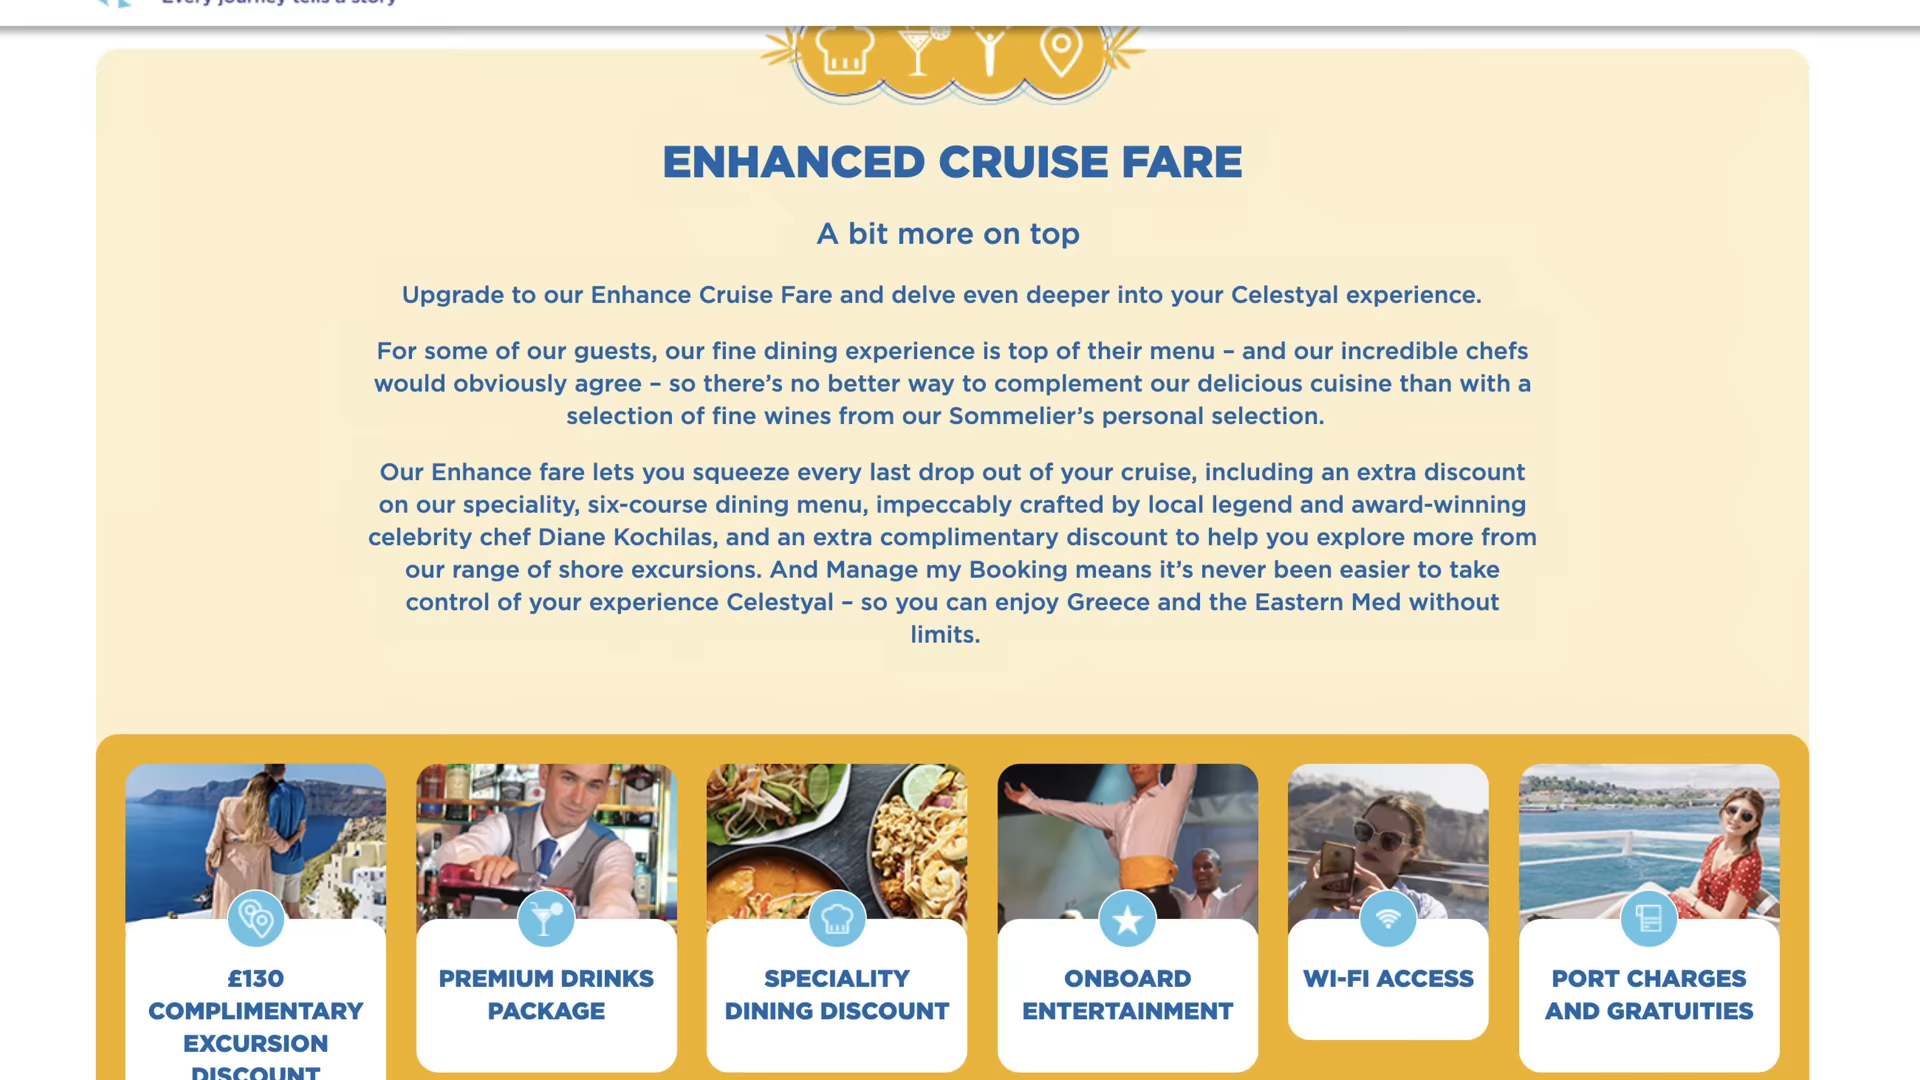 Every journey tells a story
ENHANCED CRUISE FARE
A bit more on top
Upgrade to our Enhance Cruise Fare and delve even deeper into your Celestyal experience.
For some of our guests, our fine dining experience is top of their menu – and our incredible chefs
would obviously agree – so there’s no better way to complement our delicious cuisine than with a
selection of fine wines from our Sommelier’s personal selection.
Our Enhance fare lets you squeeze every last drop out of your cruise, including an extra discount
on our speciality, six-course dining menu, impeccably crafted by local legend and award-winning
celebrity chef Diane Kochilas, and an extra complimentary discount to help you explore more from
our range of shore excursions. And Manage my Booking means it’s never been easier to take
control of your experience Celestyal – so you can enjoy Greece and the Eastern Med without
limits.
£130
COMPLIMENTARY
EXCURSION
DISCOUNT
PREMIUM DRINKS
PACKAGE
SPECIALITY
DINING DISCOUNT
ONBOARD
ENTERTAINMENT
WI-FI ACCESS
PORT CHARGES
AND GRATUITIES